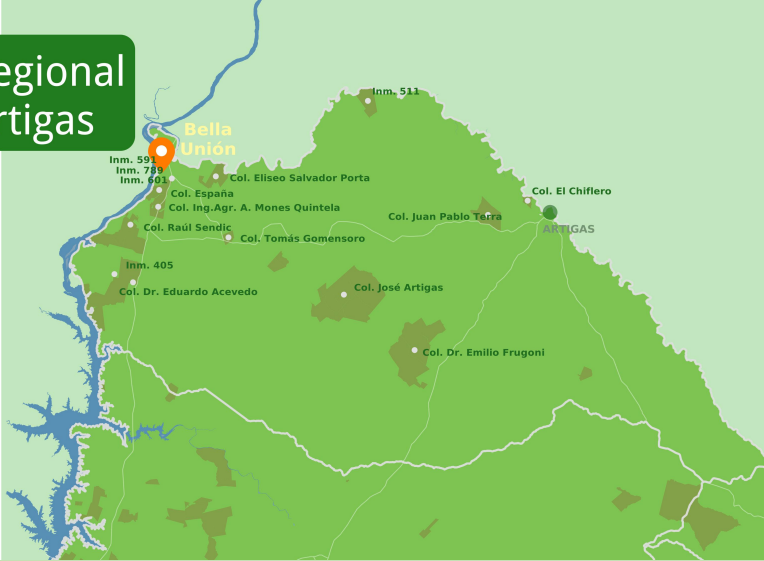 egional
rtigas
Inm. 511
Bella
Unión
Inm. 591
Inm. 789
Inm. 601
Col. Eliseo Salvador Porta
Col. España
Col. El Chiflero
Col. Ing.Agr. A. Mones Quintela
Col. Juan Pablo Terra
Col. Raúl Sendic
ARTIGAS
Col. Tomás Gomensoro
Inm. 405
Col. José Artigas
Col. Dr. Eduardo Acevedo
Col. Dr. Emilio Frugoni